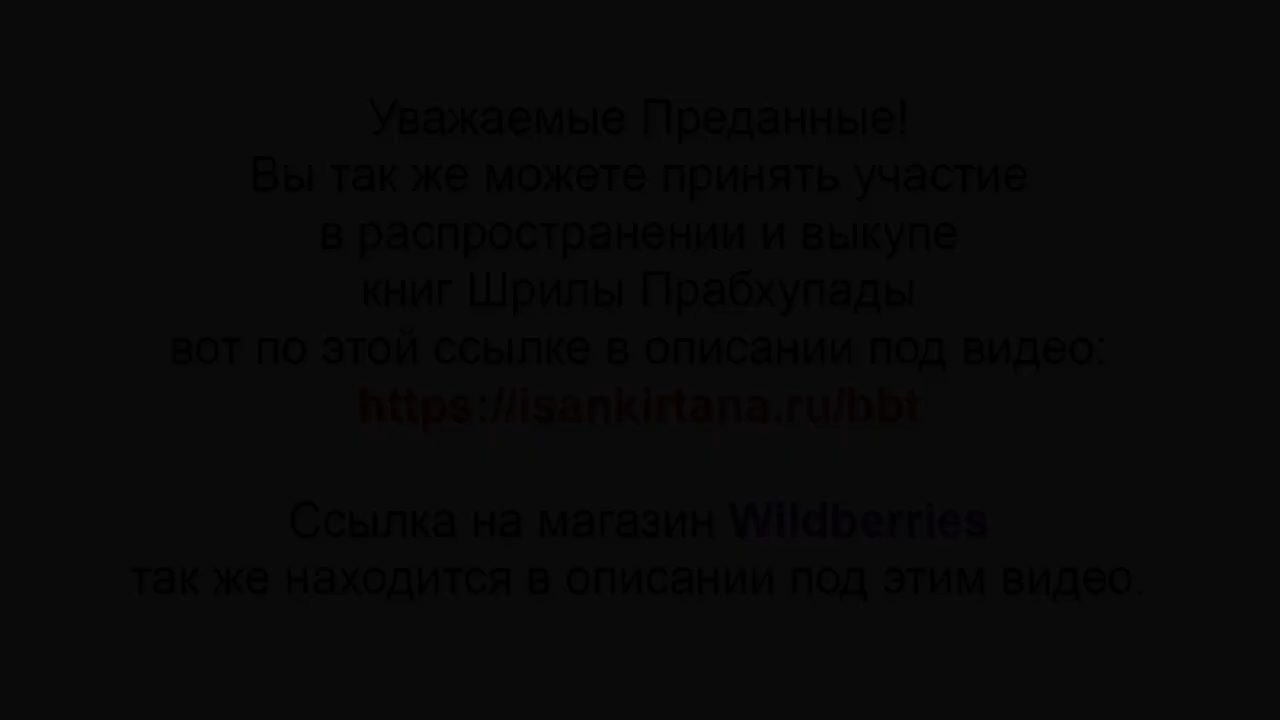 Уважаемые Преданные!
Вы так же можете принять участие
в распространении и выкупе
книг Шрилы Прабхупады
вот по этой ссылке в описании под видео:
https://isankirtana.ru/bbt
Ссылка на магазин Wildberries
так же находится в описании под этим видео.